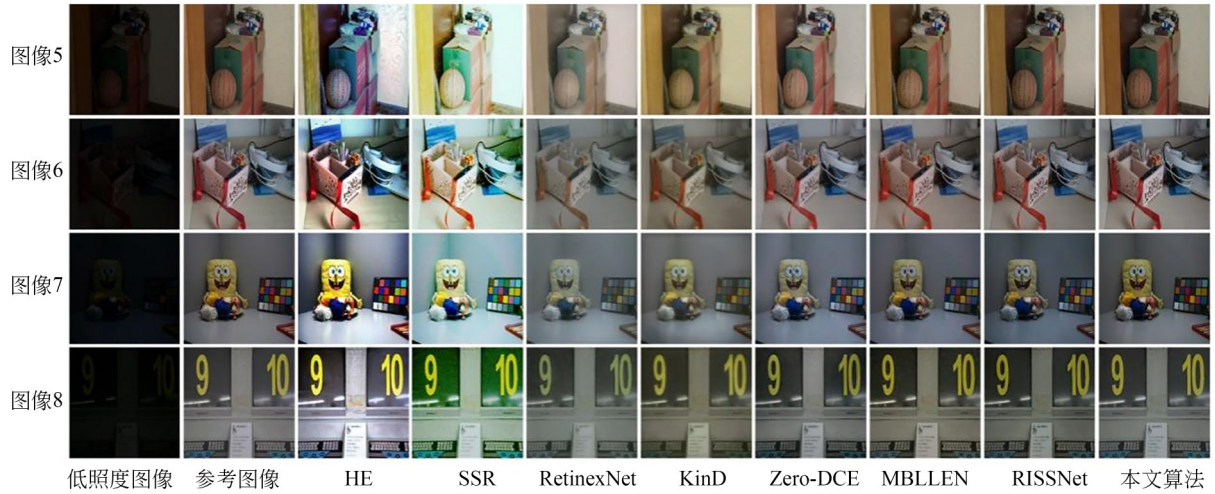 图像5
图像6
图像7
9 10 9 10 9 10 9 10 9 10 9 10 9 10 9 10 9 10 9 10
图像8
低照度图像 参考图像 HE SSR RetinexNet KinD Zero-DCE MBLLEN RISSNet 本文算法